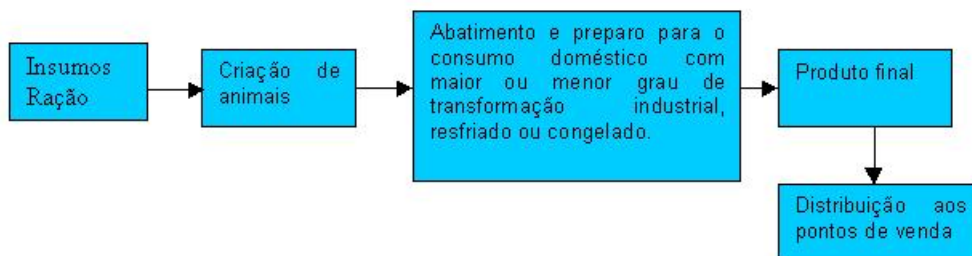 Insumos
Ração
Criação de
animais
Abatimento e preparo para o
consumo doméstico com
maior ou menor grau de
transformação industrial,
resfriado ou congelado.
Produto final
Distribuição aos
pontos de venda